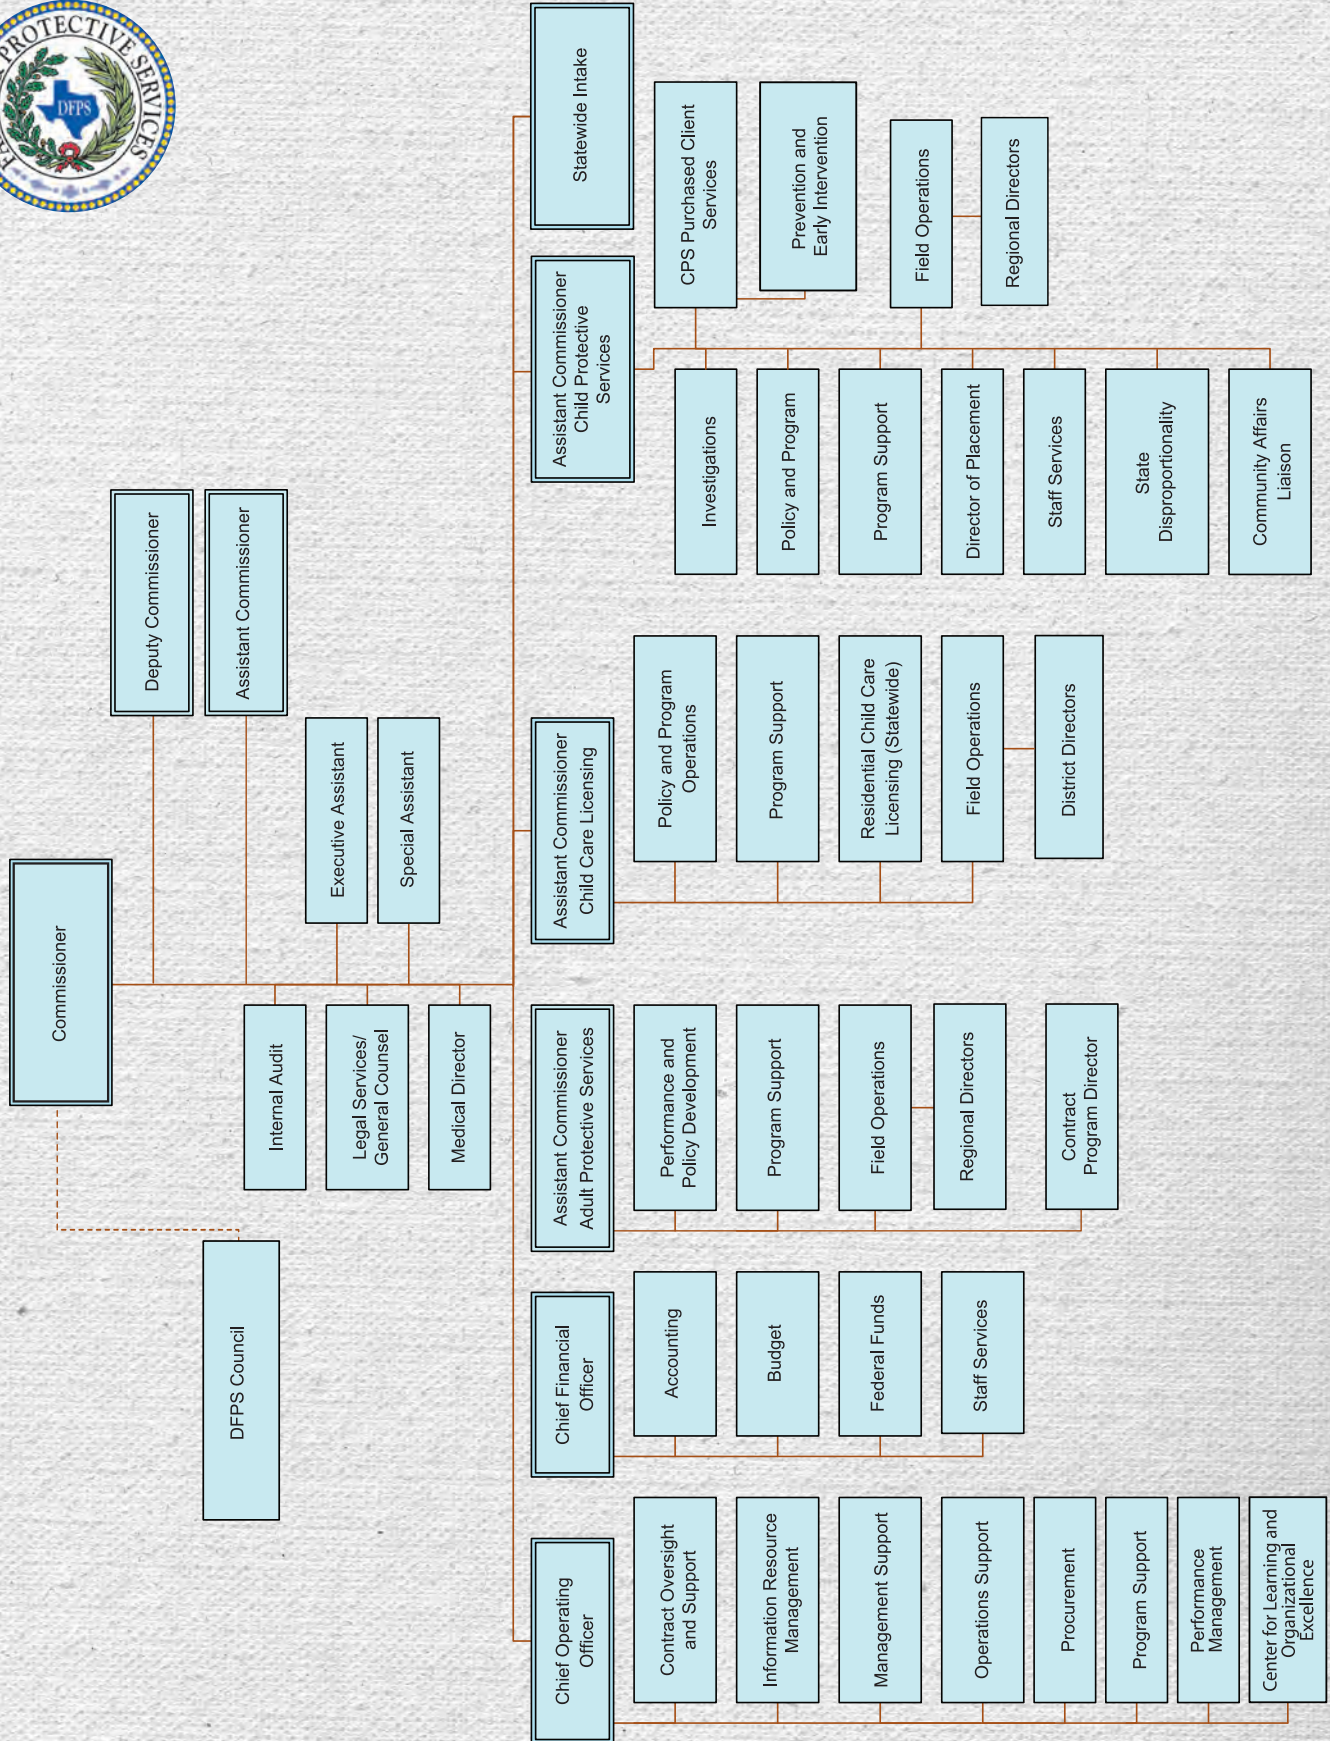 PROTECTIVE SERVICES
DFPS
Commissioner
DFPS Council
Deputy Commissioner
Assistant Commissioner
Internal Audit
Legal Services/
General Counsel
Medical Director
Executive Assistant
Special Assistant
Chief Operating
Officer
Contract Oversight
and Support
Information Resource
Management
Management Support
Operations Support
Procurement
Program Support
Performance
Management
Center for Learning and
Organizational
Excellence
Chief Financial
Officer
Accounting
Budget
Federal Funds
Staff Services
Assistant Commissioner
Adult Protective Services
Performance and
Policy Development
Program Support
Field Operations
Regional Directors
Contract
Program Director
Assistant Commissioner
Child Care Licensing
Policy and Program
Operations
Program Support
Residential Child Care
Licensing (Statewide)
Field Operations
District Directors
Assistant Commissioner
Child Protective
Services
Investigations
Policy and Program
Program Support
Director of Placement
Staff Services
State
Disproportionality
Community Affairs
Liaison
CPS Purchased Client
Services
Prevention and
Early Intervention
Field Operations
Regional Directors
Statewide Intake